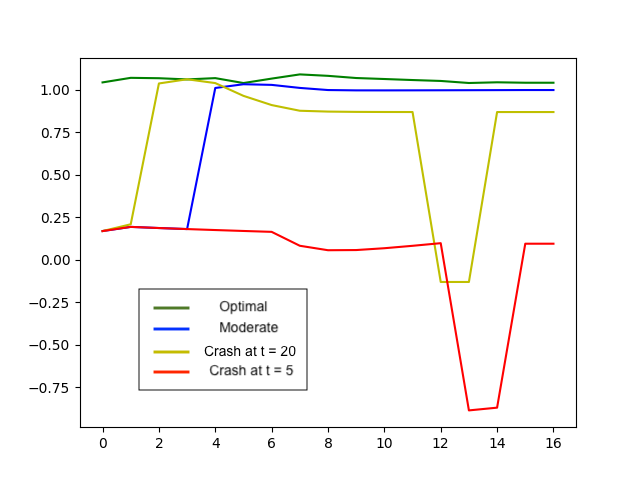 1.00
0.75
0.50
0.25
0.00
−0.25
−0.50
−0.75
Optimal
Moderate
Crash at t = 20
Crash at t = 5
0 2 4 6 8 10 12 14 16